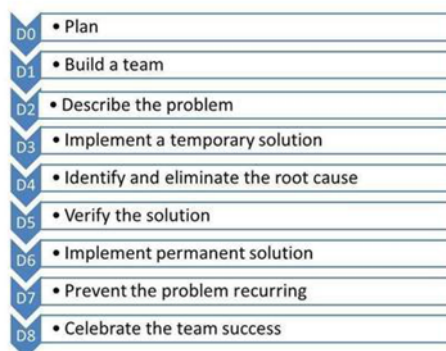 D0 • Plan
D1 • Build a team
D2 • Describe the problem
D3 • Implement a temporary solution
D4 • Identify and eliminate the root cause
D5 • Verify the solution
D6 • Implement permanent solution
D7 • Prevent the problem recurring
D8 • Celebrate the team success